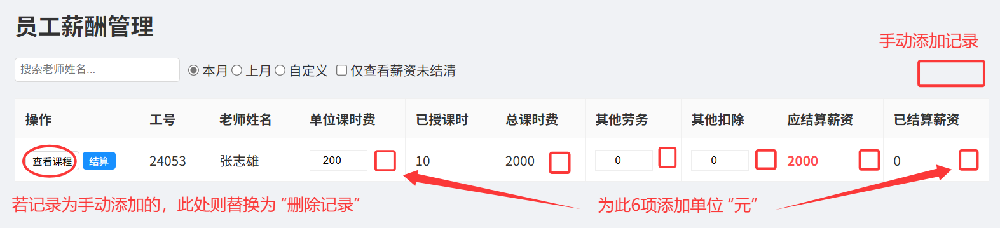 员工薪酬管理
手动添加记录
搜索老师姓名... 本月 上月 自定义 仅查看薪资未结清
操作 工号 老师姓名 单位课时费 已授课时 总课时费 其他劳务 其他扣除 应结算薪资 已结算薪资
查看课程 结算 24053 张志雄 200 10 2000 0 0 2000 0
若记录为手动添加的，此处则替换为 “删除记录” 为此6项添加单位 “元”